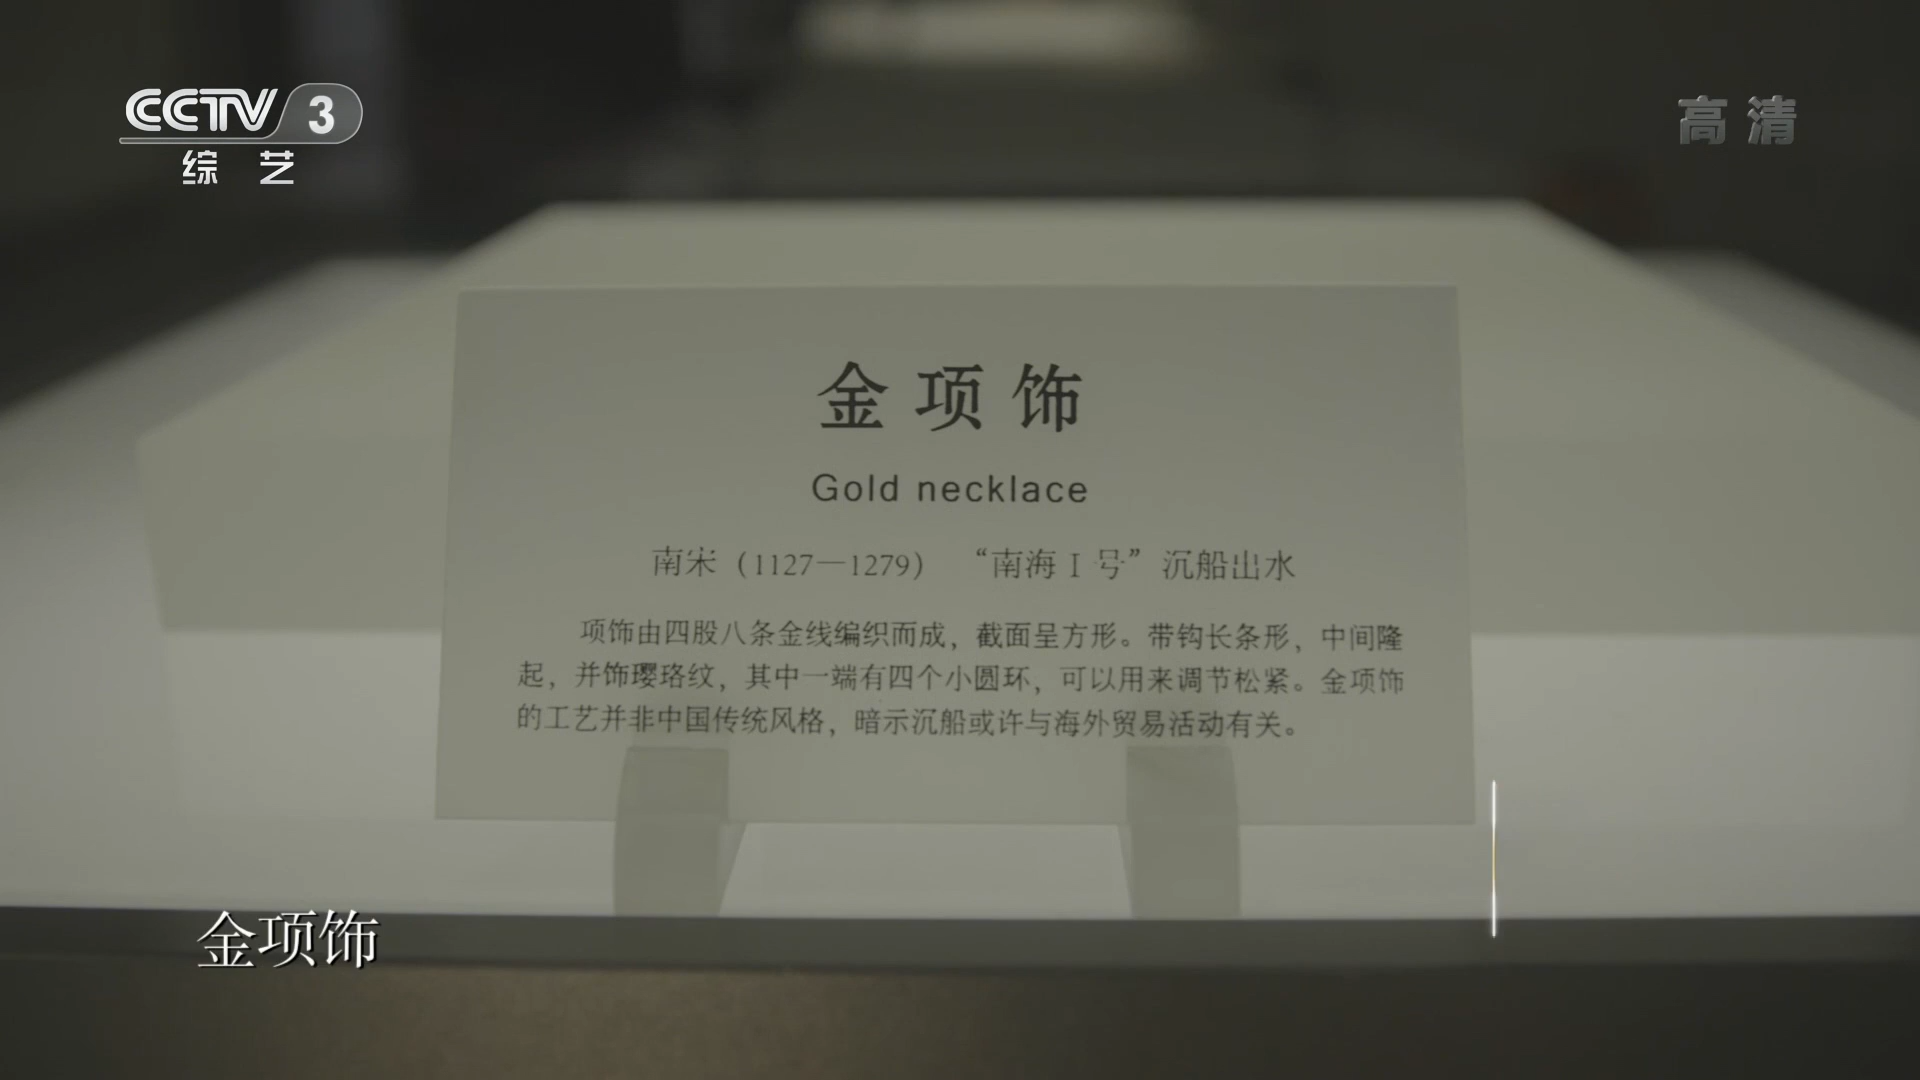 CCTV 3
综艺
高清
金项饰
Gold necklace
南宋（1127—1279） “南海Ⅰ号”沉船出水
项饰由四股八条金线编织而成，截面呈方形。带钩长条形，中间隆
起，并饰璎珞纹，其中一端有四个小圆环，可以用来调节松紧。金项饰
的工艺并非中国传统风格，暗示沉船或许与海外贸易活动有关。
金项饰